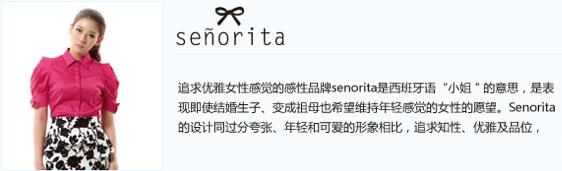 señorita
追求优雅女性感觉的感性品牌senorita是西班牙语“小姐＂的意思，是表
现即使结婚生子、变成祖母也希望维持年轻感觉的女性的愿望。Senorita
的设计同过分夸张、年轻和可爱的形象相比，追求知性、优雅及品位，